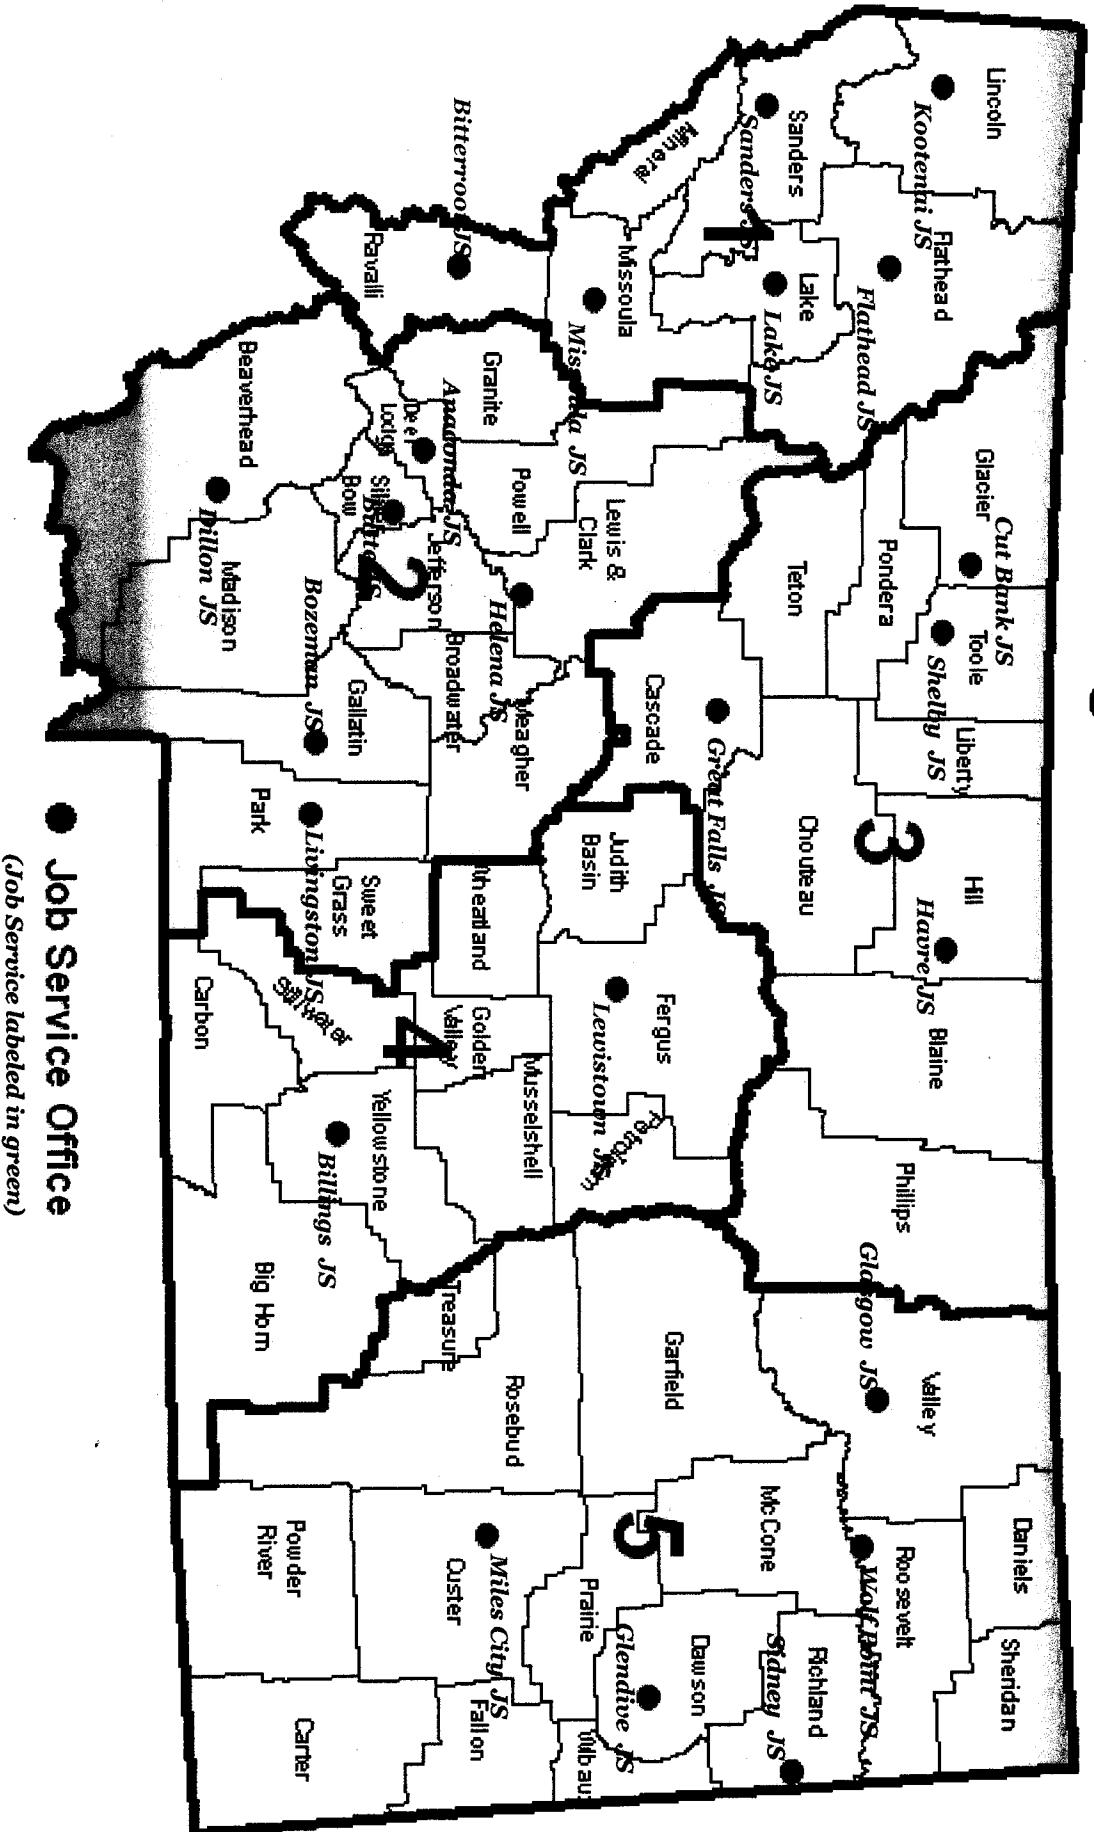 Lincoln
Kootenai JS
Flathead
Flathead JS
Sanders
Sanders JS
1
Lake
Lake JS
Mineral
Missoula
Missoula JS
Bitterroot JS
Ravalli
Glacier
Cut Bank JS
Toole
Shelby JS
Liberty
Hill
Havre JS
Blaine
Phillips
Pondera
Teton
Chouteau
3
Cascade
Great Falls JS
Granite
Powell
Lewis &
Clark
Helena JS
Deer
Lodge
Anaconda JS
Silver
Bow
Butte JS
2
Jefferson
Broadwater
Meagher
Beaverhead
Dillon JS
Madison
Bozeman JS
Gallatin
Park
Livingston JS
Sweet
Grass
Judith
Basin
Fergus
Lewistown JS
Petroleum
Wheatland
Golden
Valley
Musselshell
4
Stillwater
Carbon
Yellowstone
Billings JS
Big Horn
Treasure
Rosebud
Garfield
Valley
Glasgow JS
Daniels
Sheridan
Roosevelt
Wolf Point JS
Richland
Sidney JS
McCone
5
Dawson
Glendive JS
Prairie
Wibaux
Custer
Miles City JS
Fallon
Powder
River
Carter
Job Service Office
(Job Service labeled in green)